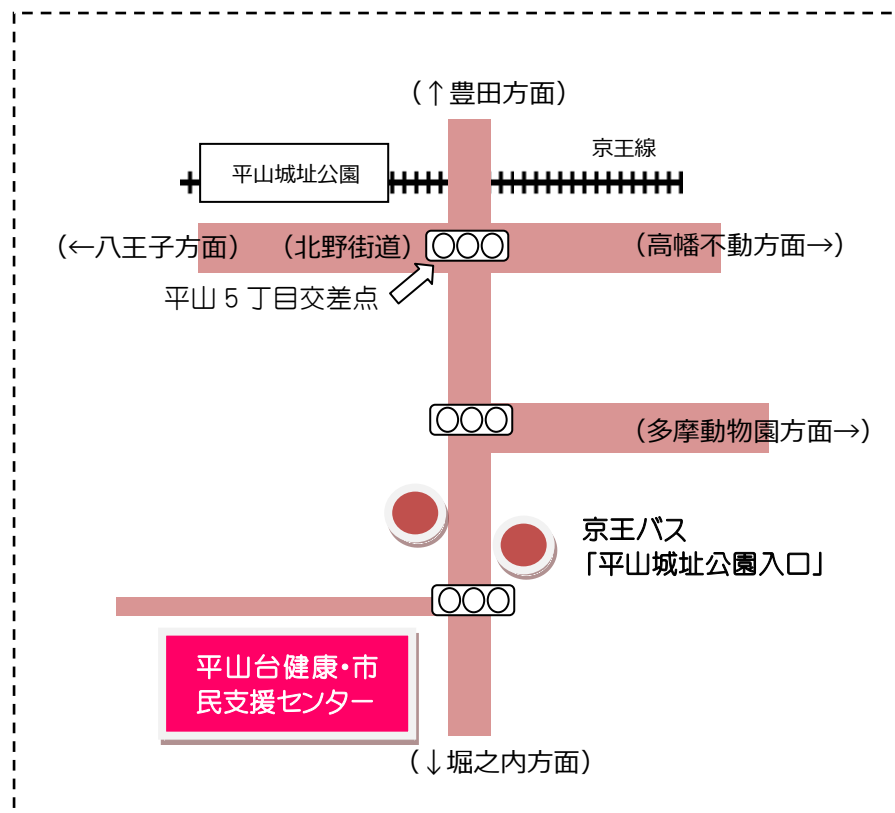 (↑豊田方面)
京王線
平山城址公園
(←八王子方面)
(北野街道)
(高幡不動方面→)
平山5丁目交差点
(多摩動物園方面→)
京王バス
「平山城址公園入口」
平山台健康・市
民支援センター
(↓堀之内方面)